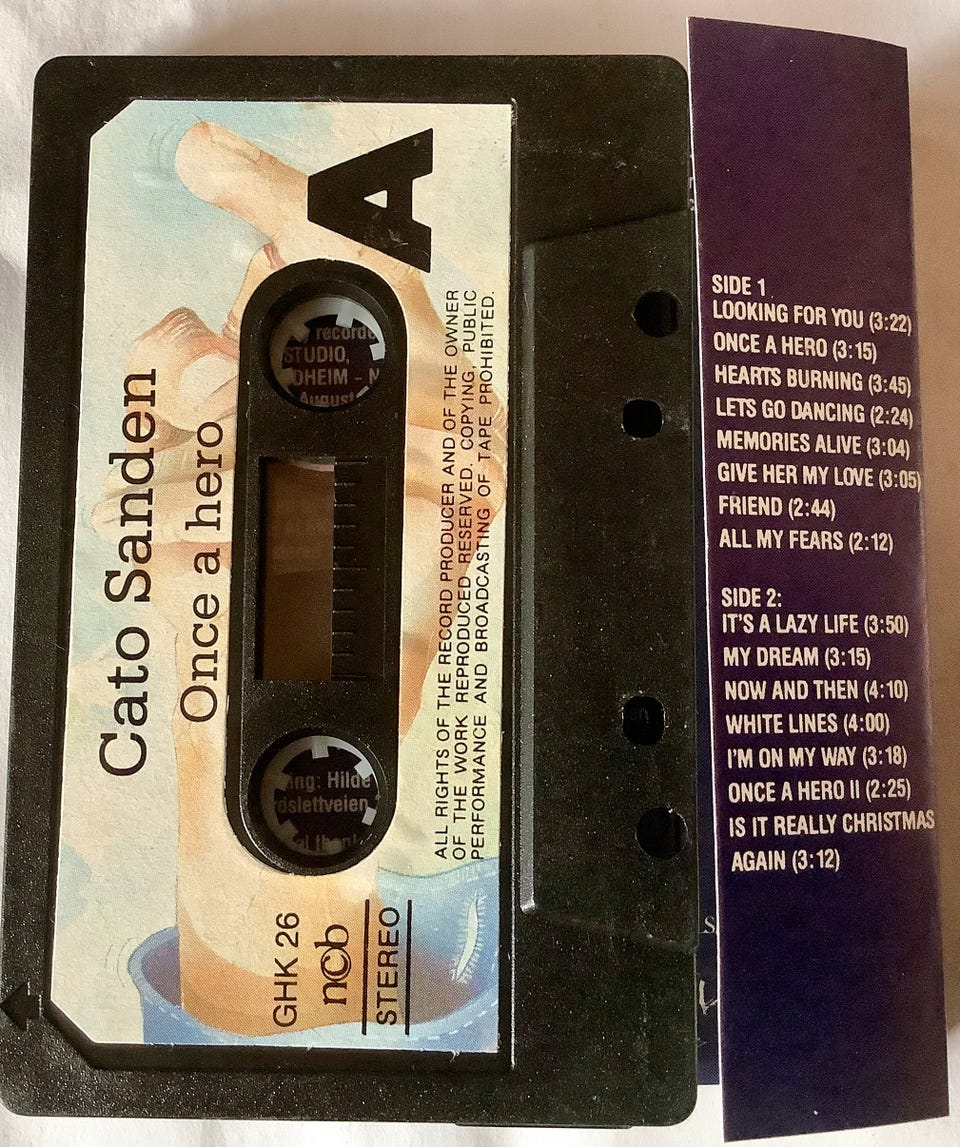 Cato Sanden
Once a hero
A
ALL RIGHTS OF THE RECORD PRODUCER AND OF THE OWNER
OF THE WORK REPRODUCED RESERVED. COPYING, PUBLIC
PERFORMANCE AND BROADCASTING OF TAPE PROHIBITED.
GHK 26
ncb
STEREO
STUDIO,
August
SIDE 1
LOOKING FOR YOU (3:22)
ONCE A HERO (3:15)
HEARTS BURNING (3:45)
LETS GO DANCING (2:24)
MEMORIES ALIVE (3:04)
GIVE HER MY LOVE (3:05)
FRIEND (2:44)
ALL MY FEARS (2:12)
SIDE 2:
IT'S A LAZY LIFE (3:50)
MY DREAM (3:15)
NOW AND THEN (4:10)
WHITE LINES (4:00)
I'M ON MY WAY (3:18)
ONCE A HERO II (2:25)
IS IT REALLY CHRISTMAS
AGAIN (3:12)